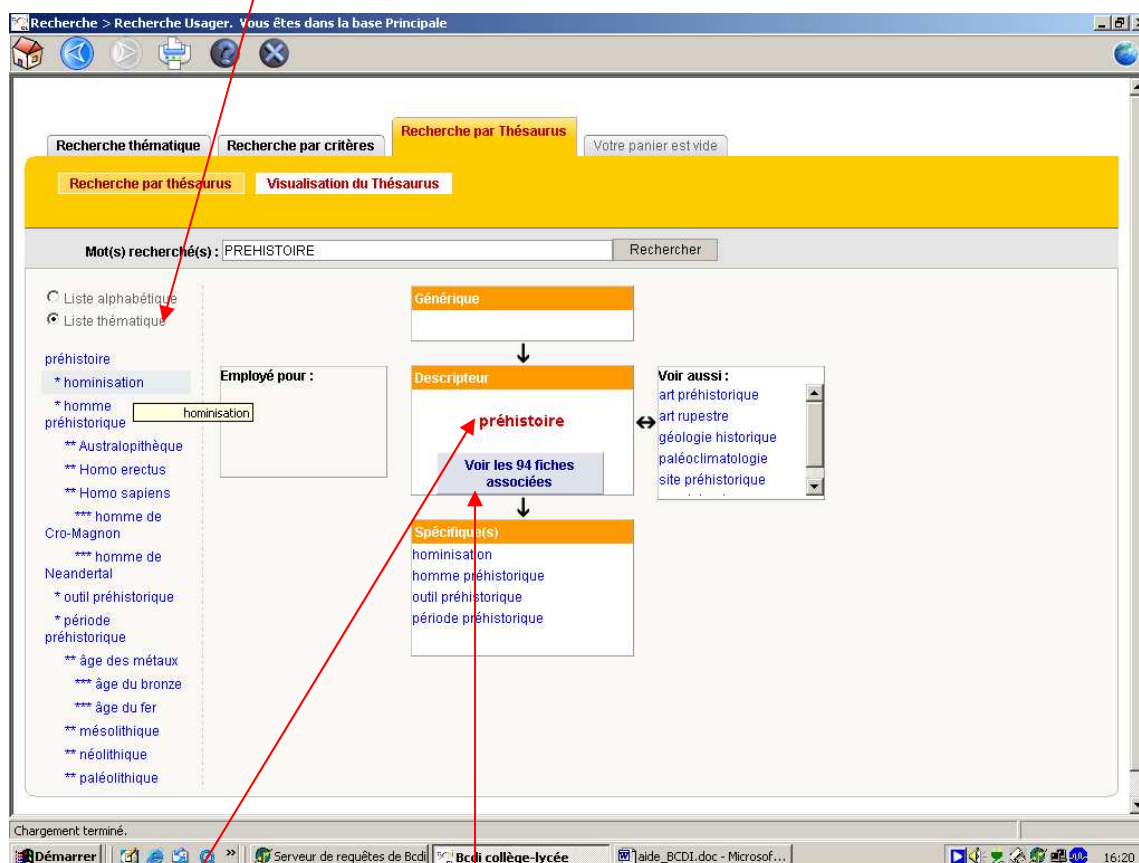 Recherche > Recherche Usager. Vous êtes dans la base Principale
Recherche thématique
Recherche par critères
Recherche par Thésaurus
Votre panier est vide
Recherche par thésaurus
Visualisation du Thésaurus
Mot(s) recherché(s) : PREHISTOIRE
Rechercher
Liste alphabétique
Liste thématique
préhistoire
* hominisation
* homme
préhistorique
hominisation
** Australopithèque
** Homo erectus
** Homo sapiens
*** homme de
Cro-Magnon
*** homme de
Neandertal
* outil préhistorique
* période
préhistorique
** âge des métaux
*** âge du bronze
*** âge du fer
** mésolithique
** néolithique
** paléolithique
Employé pour :
Générique
Descripteur
préhistoire
Voir les 94 fiches
associées
Spécifique(s)
hominisation
homme préhistorique
outil préhistorique
période préhistorique
Voir aussi :
art préhistorique
art rupestre
géologie historique
paléoclimatologie
site préhistorique
Chargement terminé.
Démarrer
»
Serveur de requêtes de Bcdi
Bcdi collège-lycée
aide_BCDI.doc - Microsof...
16:20